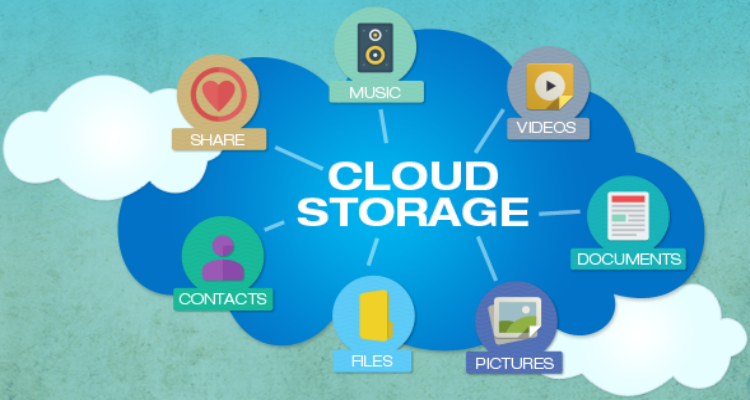 MUSIC
VIDEOS
SHARE
CLOUD
STORAGE
DOCUMENTS
CONTACTS
FILES
PICTURES